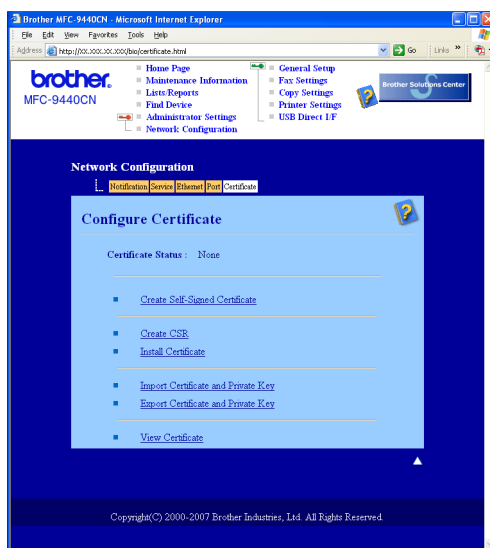 Brother MFC-9440CN - Microsoft Internet Explorer
File Edit View Favorites Tools Help
Address http://XX.XXX.XX.XXX/bio/certificate.html Go Links »
brother.
MFC-9440CN
Home Page
Maintenance Information
Lists/Reports
Find Device
Administrator Settings
Network Configuration
General Setup
Fax Settings
Copy Settings
Printer Settings
USB Direct I/F
Brother Solutions Center
Network Configuration
Notification Service Ethernet Port Certificate
Configure Certificate
Certificate Status : None
Create Self-Signed Certificate
Create CSR
Install Certificate
Import Certificate and Private Key
Export Certificate and Private Key
View Certificate
Copyright(C) 2000-2007 Brother Industries, Ltd. All Rights Reserved.